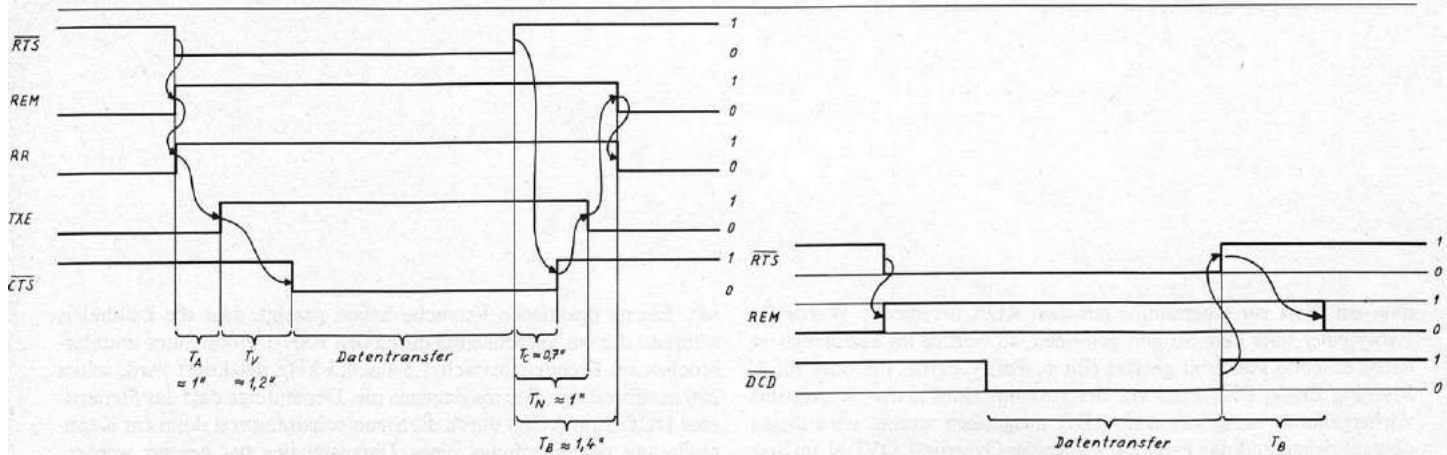 RTS
1
0
REM
1
0
RR
1
0
TXE
1
0
CTS
1
0
T_A ≈ 1"
T_V ≈ 1,2"
Datentransfer
T_C ≈ 0,7"
T_N ≈ 1"
T_B ≈ 1,4"
RTS
1
0
REM
1
0
DCD
1
0
Datentransfer
T_B